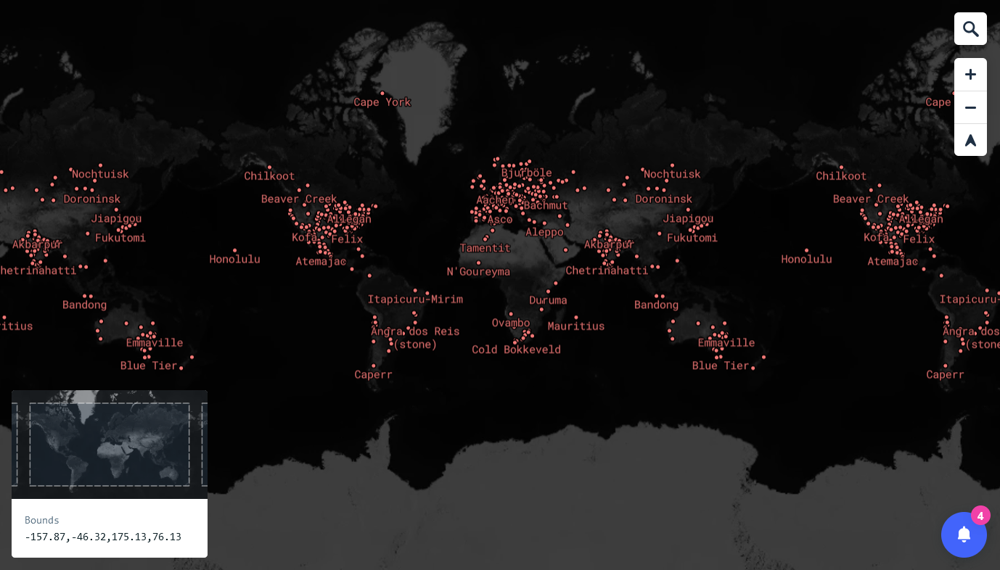 Cape York
Cape
Nochtuisk
Chilkoot
Bjurböle
Nochtuisk
Chilkoot
Doroninsk
Beaver Creek
Aachen
Bachmut
Doroninsk
Beaver Creek
Jiapigou
Allegan
Asco
Jiapigou
Allegan
Fukutomi
Kofa
Felix
Aleppo
Fukutomi
Kofa
Felix
Akbarpur
Tamentit
Akbarpur
Honolulu
Atemajac
Honolulu
Atemajac
hetrinahatti
N'Goureyma
Chetrinahatti
Bandong
Itapicuru-Mirim
Duruma
Bandong
Itapicuru-
itius
Angra dos Reis
(stone)
Ovambo
Mauritius
Angra dos
(stone
Emmaville
Cold Bokkeveld
Emmaville
Blue Tier
Caperr
Blue Tier
Caperr
Bounds
-157.87,-46.32,175.13,76.13
4